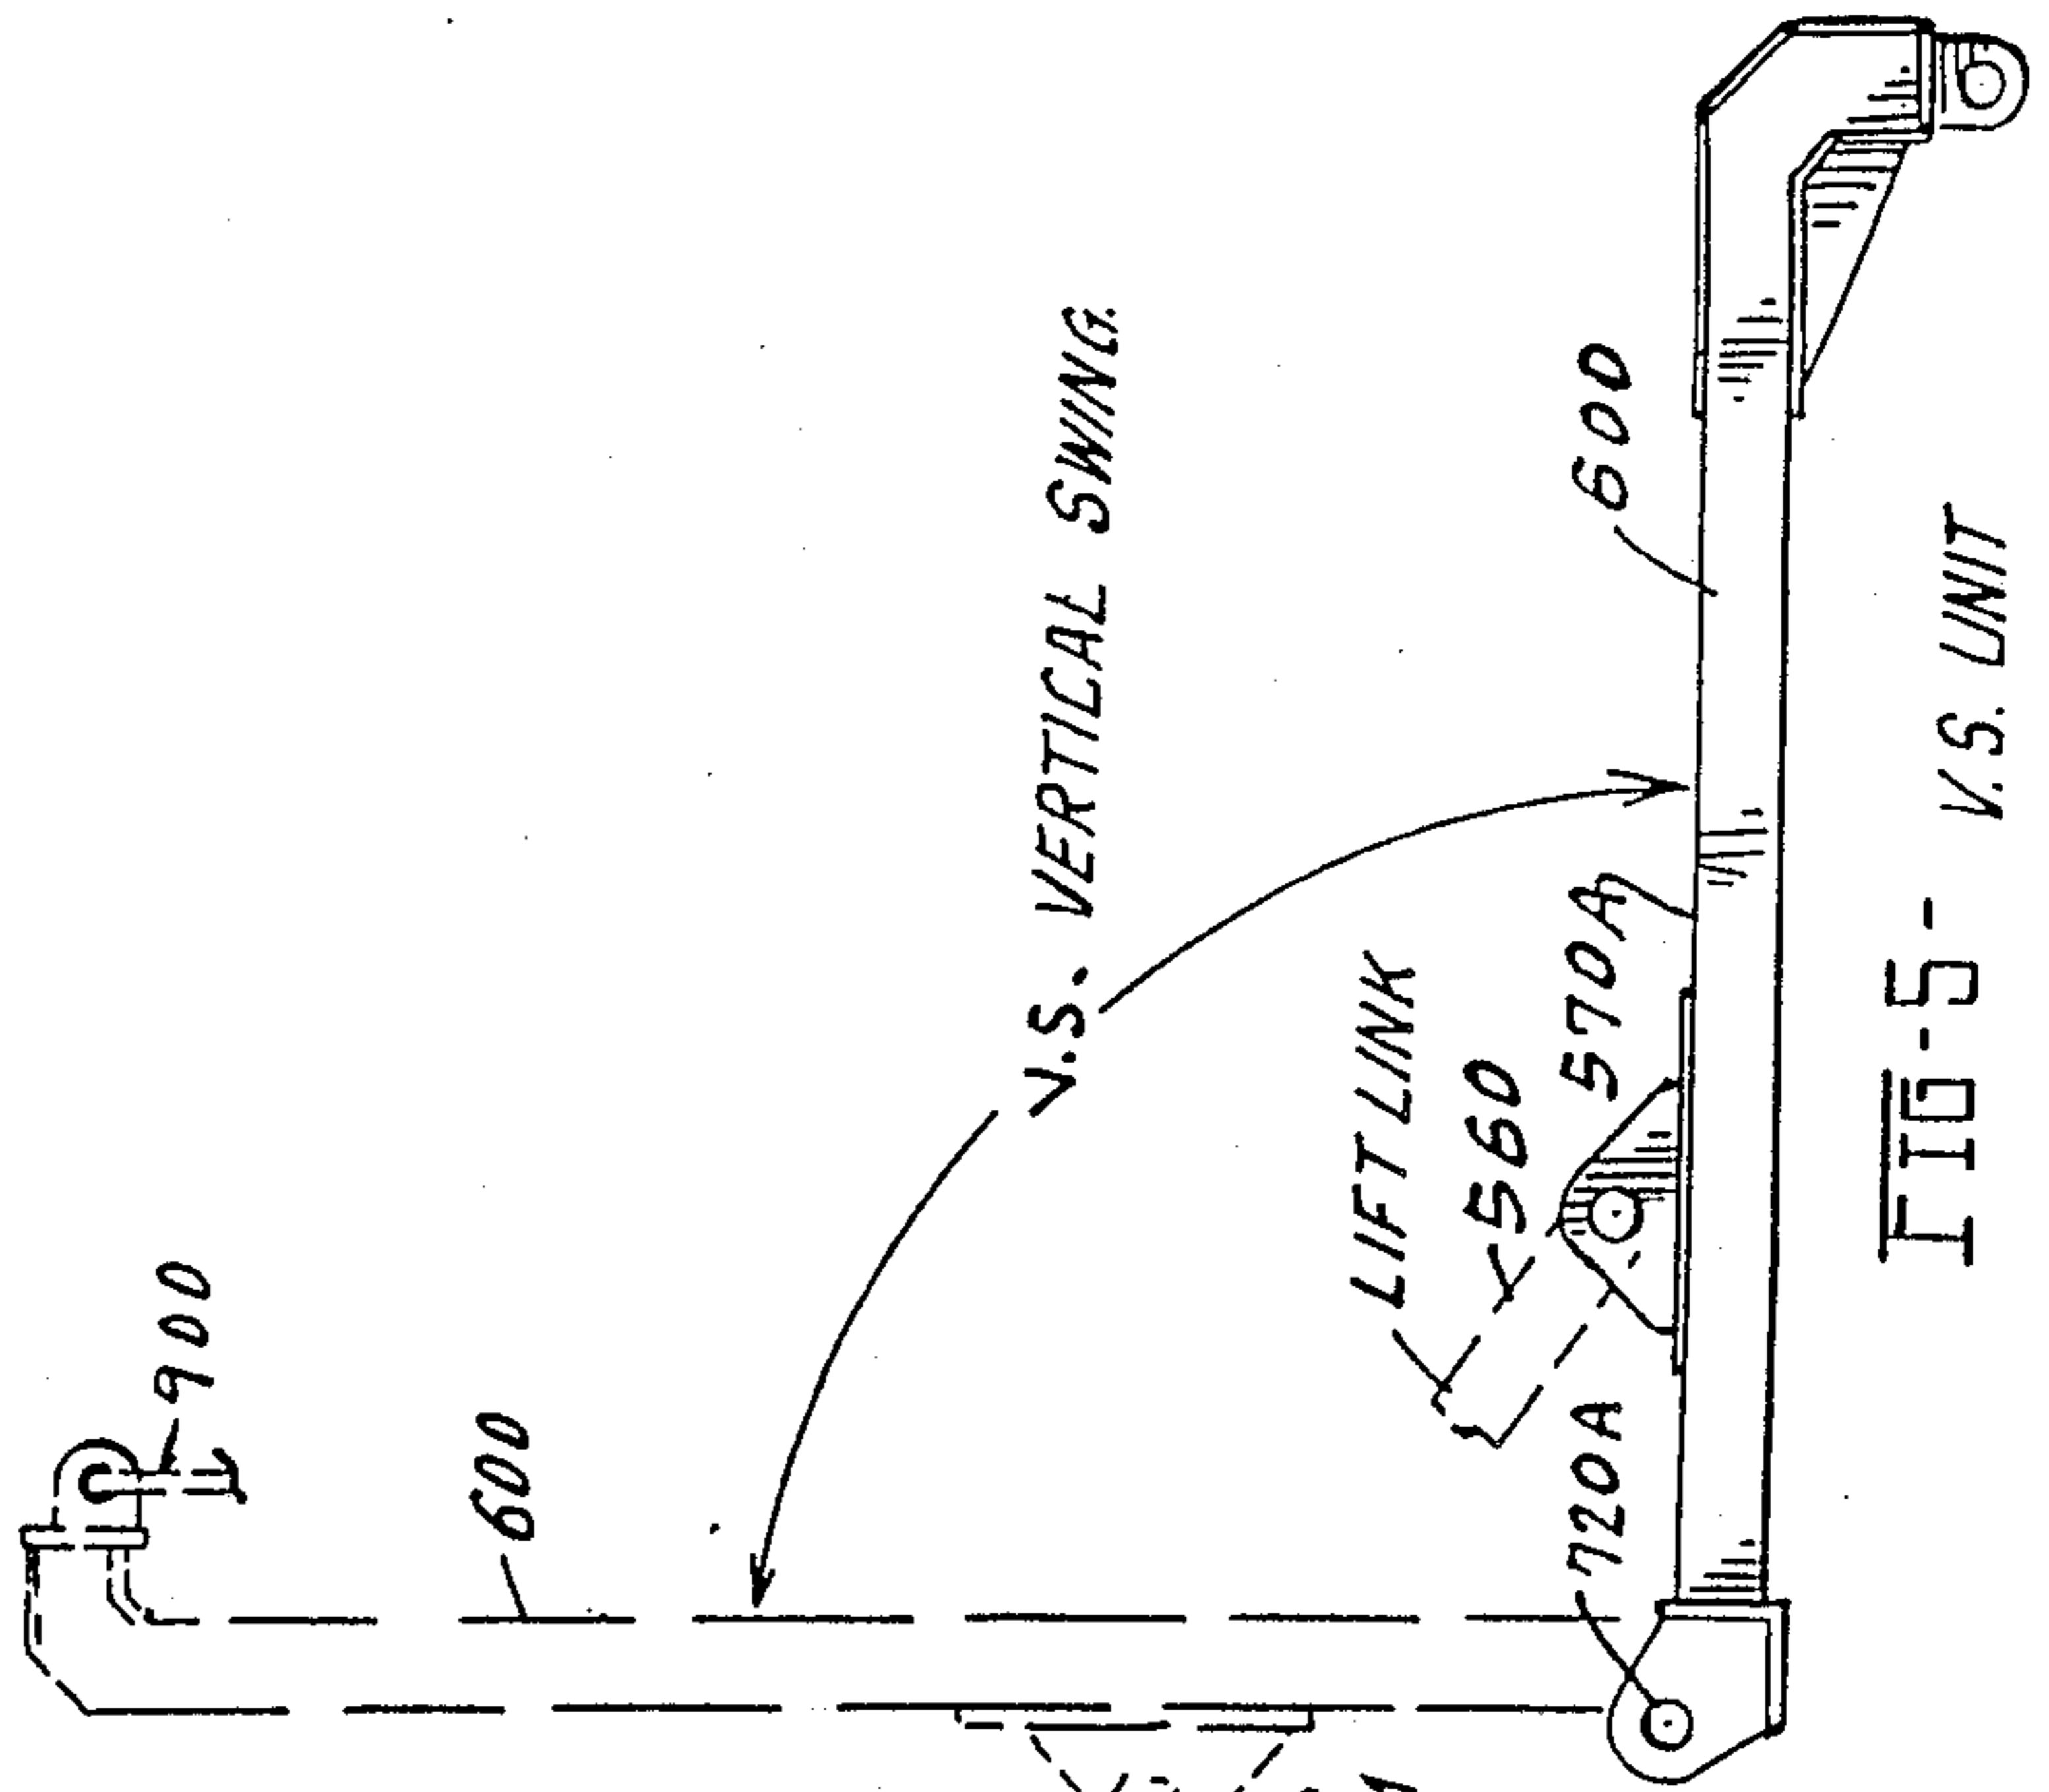 900
600
V.S. VERTICAL SWING.
LIFT LINK
560
720A
570A
600
FIG-5- V.S. UNIT